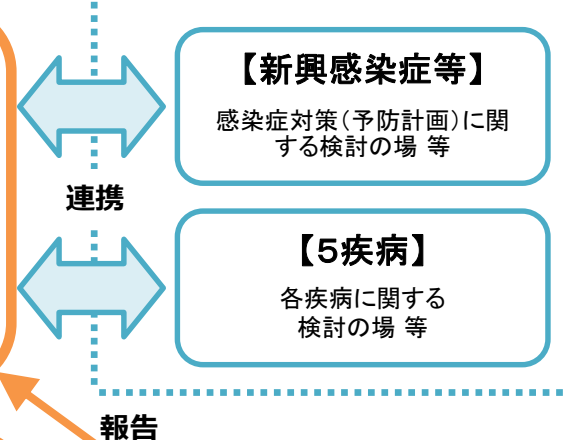 【新興感染症等】
感染症対策（予防計画）に関
する検討の場 等
連携
【５疾病】
各疾病に関する
検討の場 等
報告